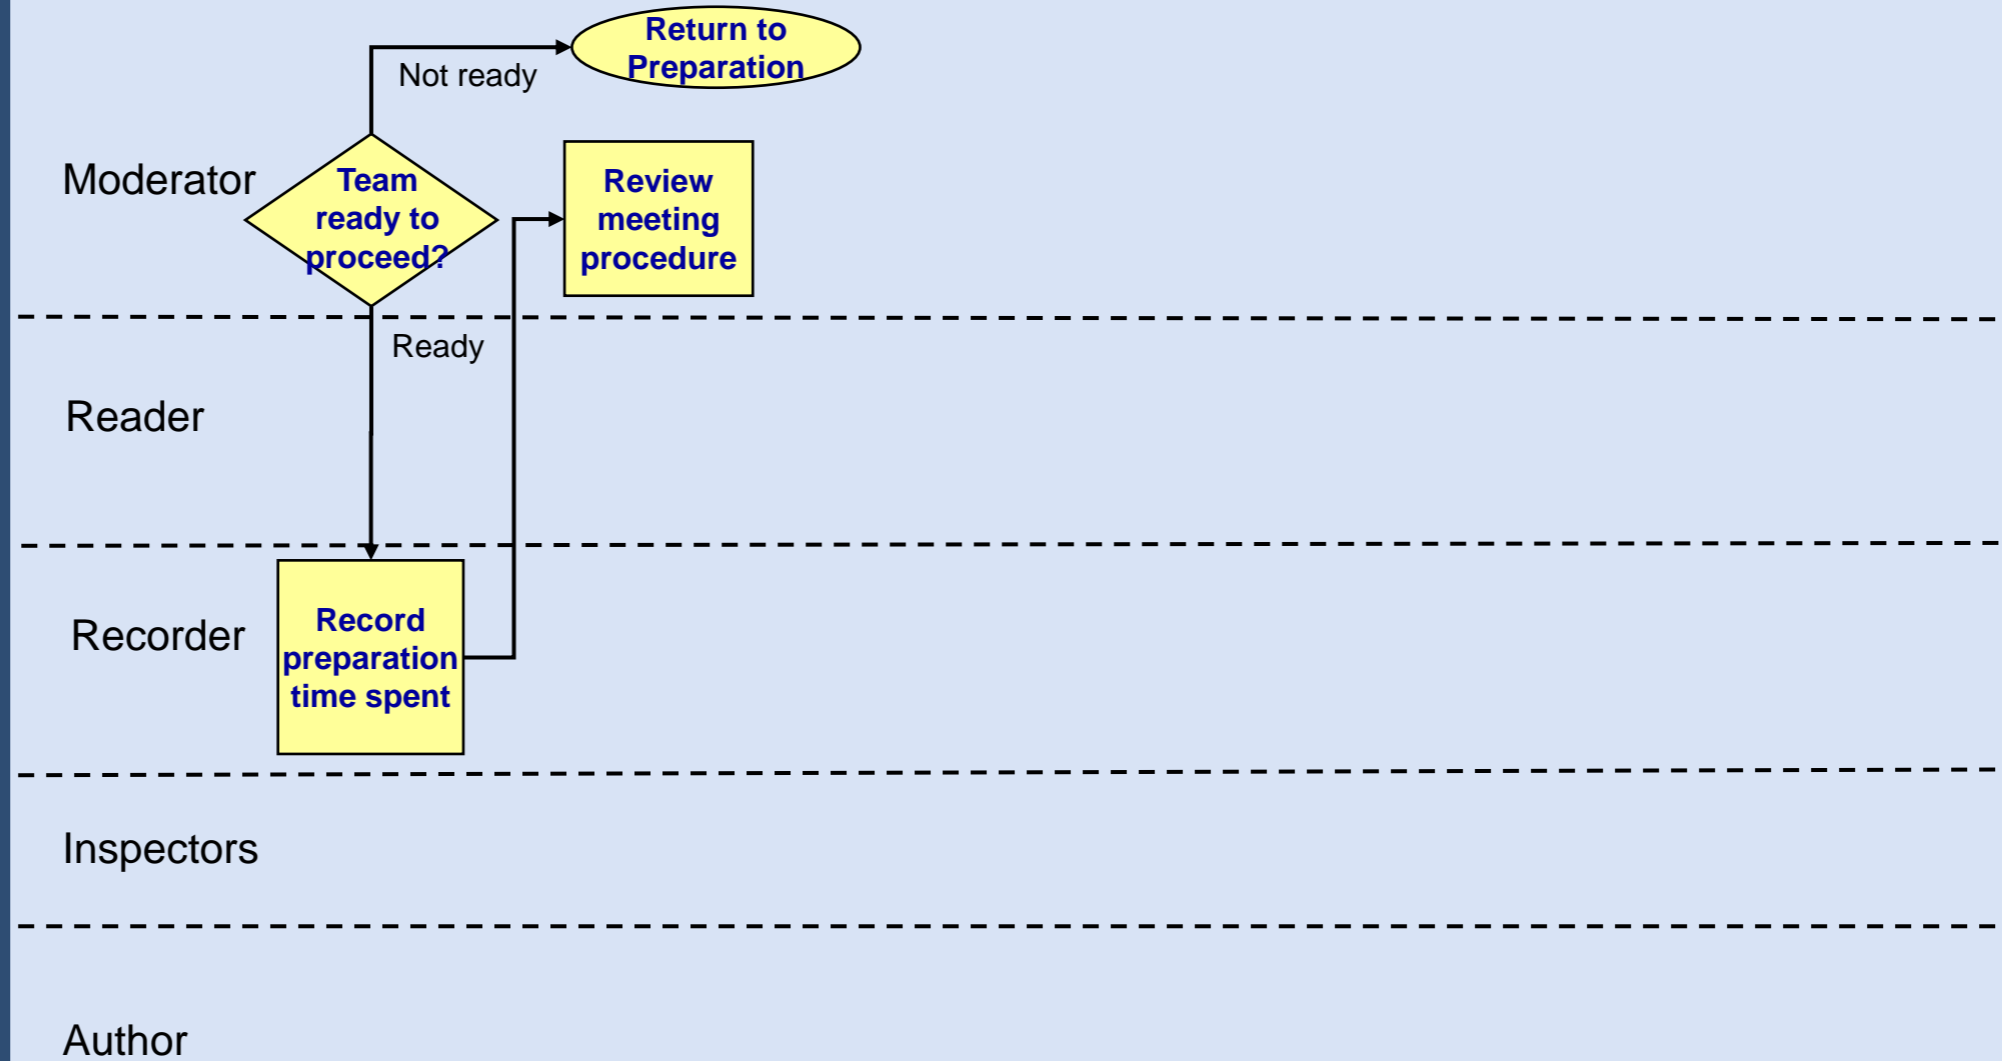 Return to
Preparation
Not ready
Moderator
Team
ready to
proceed?
Review
meeting
procedure
Ready
Reader
Recorder
Record
preparation
time spent
Inspectors
Author